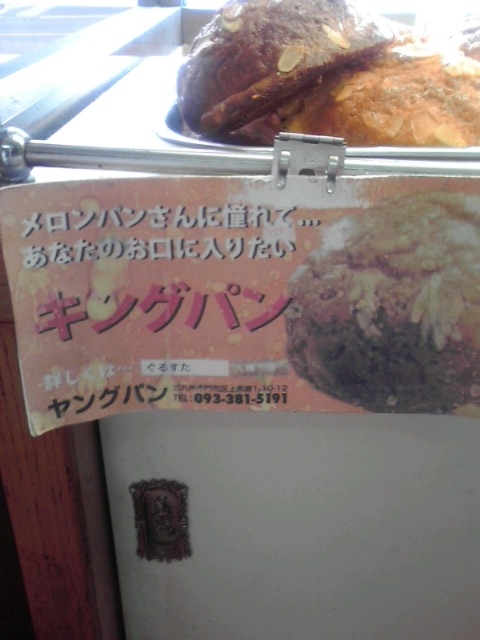 メロンパンさんに憧れて…
あなたのお口に入りたい
キングパン
詳しくは… ぐるすた
ヤングパン
TEL: 093-381-5191